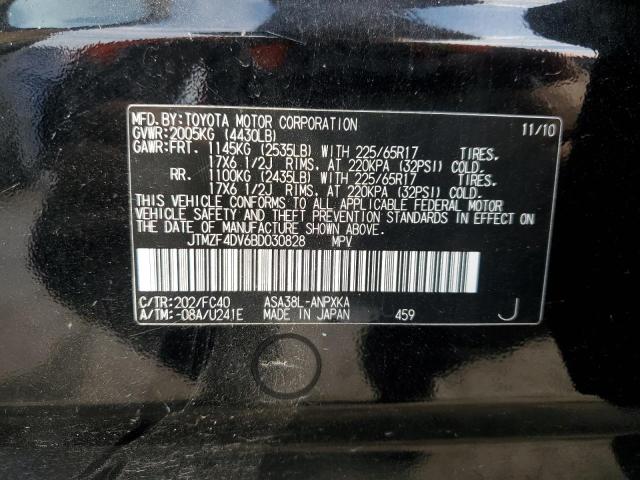 MFD. BY: TOYOTA MOTOR CORPORATION 11/10
GVWR: 2005KG (4430LB)
GAWR: FRT. 1145KG (2535LB) WITH 225/65R17 TIRES,
17X6 1/2J RIMS, AT 220KPA (32PSI) COLD.
RR. 1100KG (2435LB) WITH 225/65R17 TIRES,
17X6 1/2J RIMS, AT 220KPA (32PSI) COLD.
THIS VEHICLE CONFORMS TO ALL APPLICABLE FEDERAL MOTOR
VEHICLE SAFETY AND THEFT PREVENTION STANDARDS IN EFFECT ON
THE DATE OF MANUFACTURE SHOWN ABOVE.
JTMZF4DV6BD030828 MPV
C/TR: 202/FC40 ASA38L-ANPXKA
A/TM: -08A/U241E MADE IN JAPAN 459 J